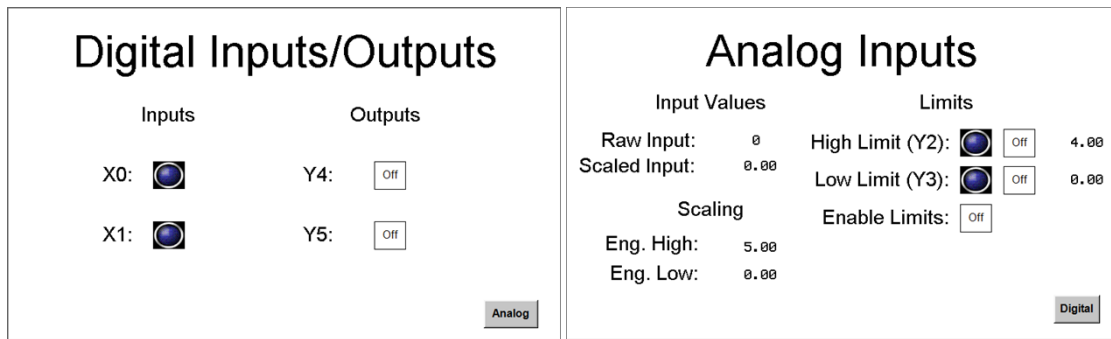 Digital Inputs/Outputs
Inputs Outputs
X0: Y4: Off
X1: Y5: Off
Analog
Analog Inputs
Input Values
Raw Input: 0
Scaled Input: 0.00
Scaling
Eng. High: 5.00
Eng. Low: 0.00
Limits
High Limit (Y2): Off 4.00
Low Limit (Y3): Off 0.00
Enable Limits: Off
Digital